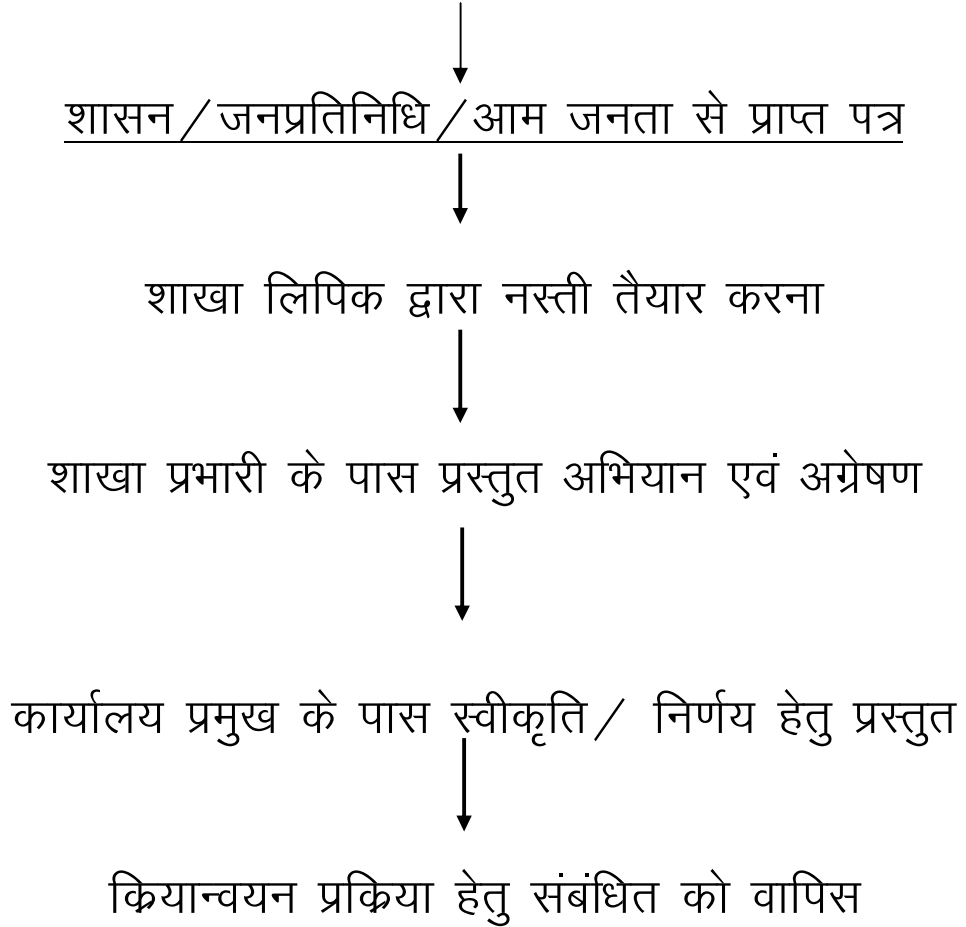 शासन/जनप्रतिनिधि/आम जनता से प्राप्त पत्र
शाखा लिपिक द्वारा नस्ती तैयार करना
शाखा प्रभारी के पास प्रस्तुत अभियान एवं अग्रेषण
कार्यालय प्रमुख के पास स्वीकृति/ निर्णय हेतु प्रस्तुत
क्रियान्वयन प्रक्रिया हेतु संबंधित को वापिस